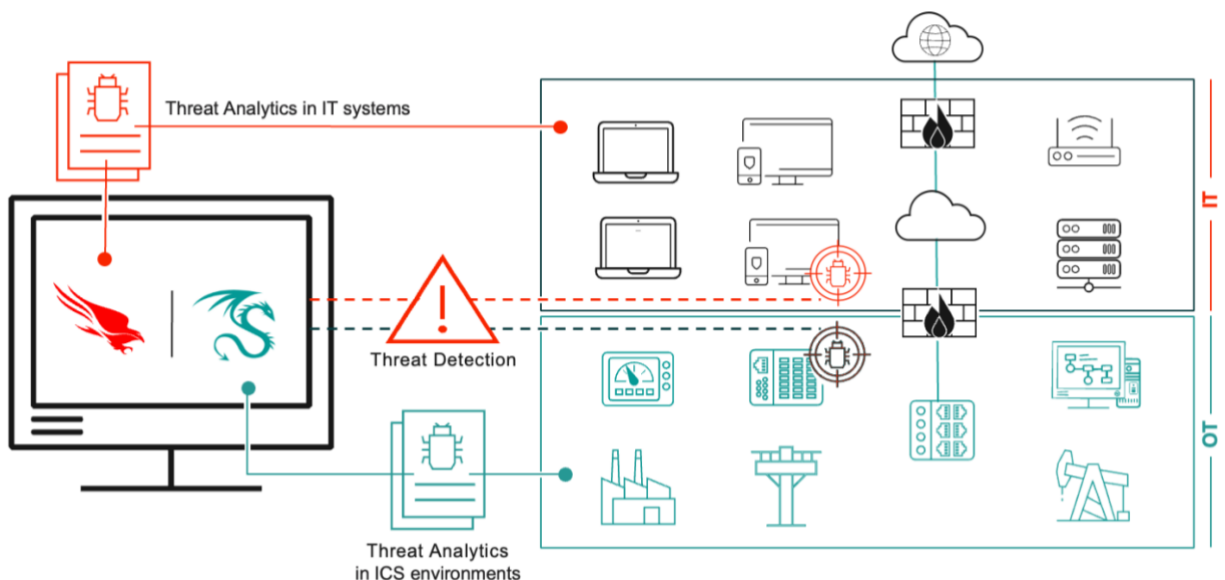 Threat Analytics in IT systems
IT
Threat Detection
OT
Threat Analytics
in ICS environments